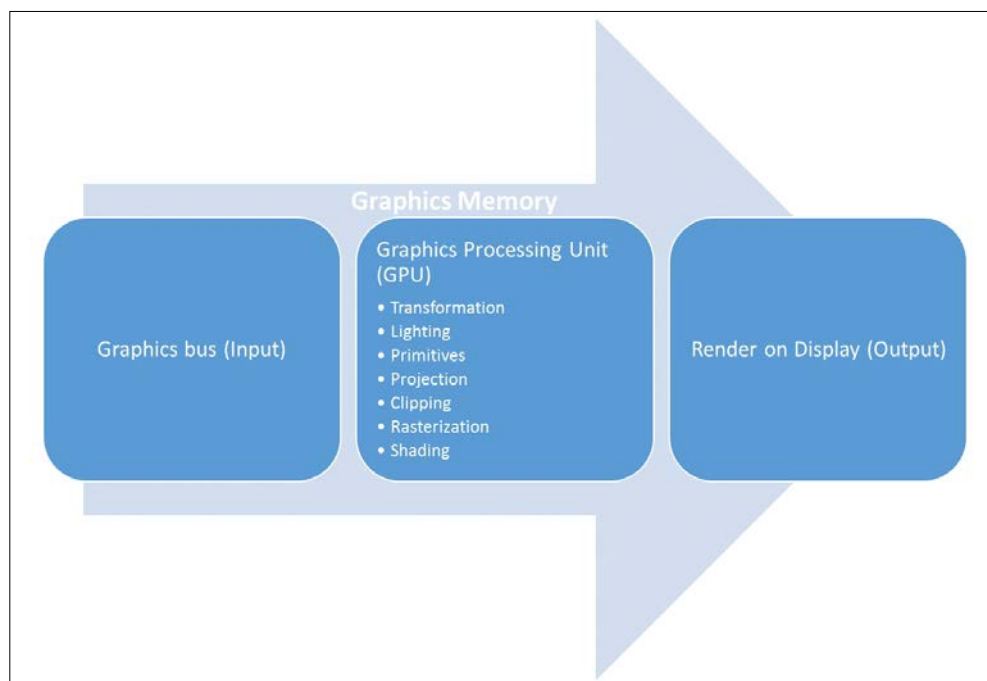 Graphics Memory
Graphics bus (Input)
Graphics Processing Unit
(GPU)
• Transformation
• Lighting
• Primitives
• Projection
• Clipping
• Rasterization
• Shading
Render on Display (Output)